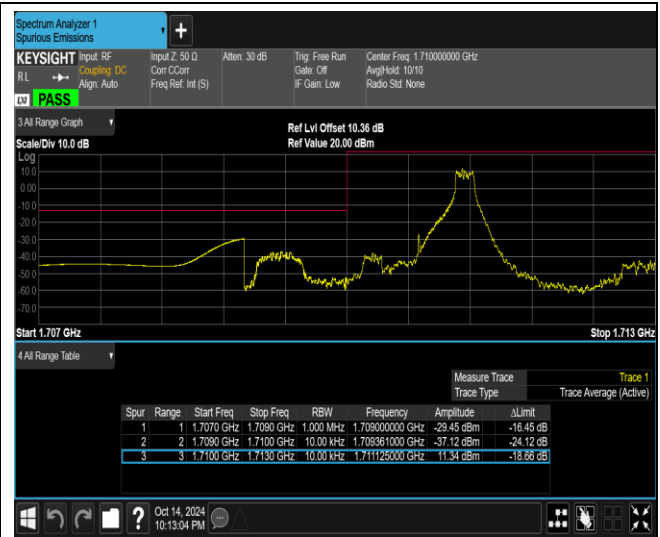 Spectrum Analyzer 1
Spurious Emissions
+
KEYSIGHT Input: RF Input Z: 50 Ω Atten: 30 dB Trig: Free Run Center Freq: 1.710000000 GHz
RL Coupling: DC Corr CCorr Gate: Off Avg|Hold: 10/10
Align: Auto Freq Ref: Int (S) IF Gain: Low Radio Std: None
LXI PASS
3 All Range Graph
Ref Lvl Offset 10.36 dB
Scale/Div 10.0 dB Ref Value 20.00 dBm
Log
10.0
0.00
-10.0
-20.0
-30.0
-40.0
-50.0
-60.0
-70.0
Start 1.707 GHz Stop 1.713 GHz
4 All Range Table
Measure Trace Trace 1
Trace Type Trace Average (Active)
Spur Range Start Freq Stop Freq RBW Frequency Amplitude ΔLimit
1 1 1.7070 GHz 1.7090 GHz 1.000 MHz 1.709000000 GHz -29.45 dBm -16.45 dB
2 2 1.7090 GHz 1.7100 GHz 10.00 kHz 1.709361000 GHz -37.12 dBm -24.12 dB
3 3 1.7100 GHz 1.7130 GHz 10.00 kHz 1.711125000 GHz 11.34 dBm -18.66 dB
? Oct 14, 2024
10:13:04 PM